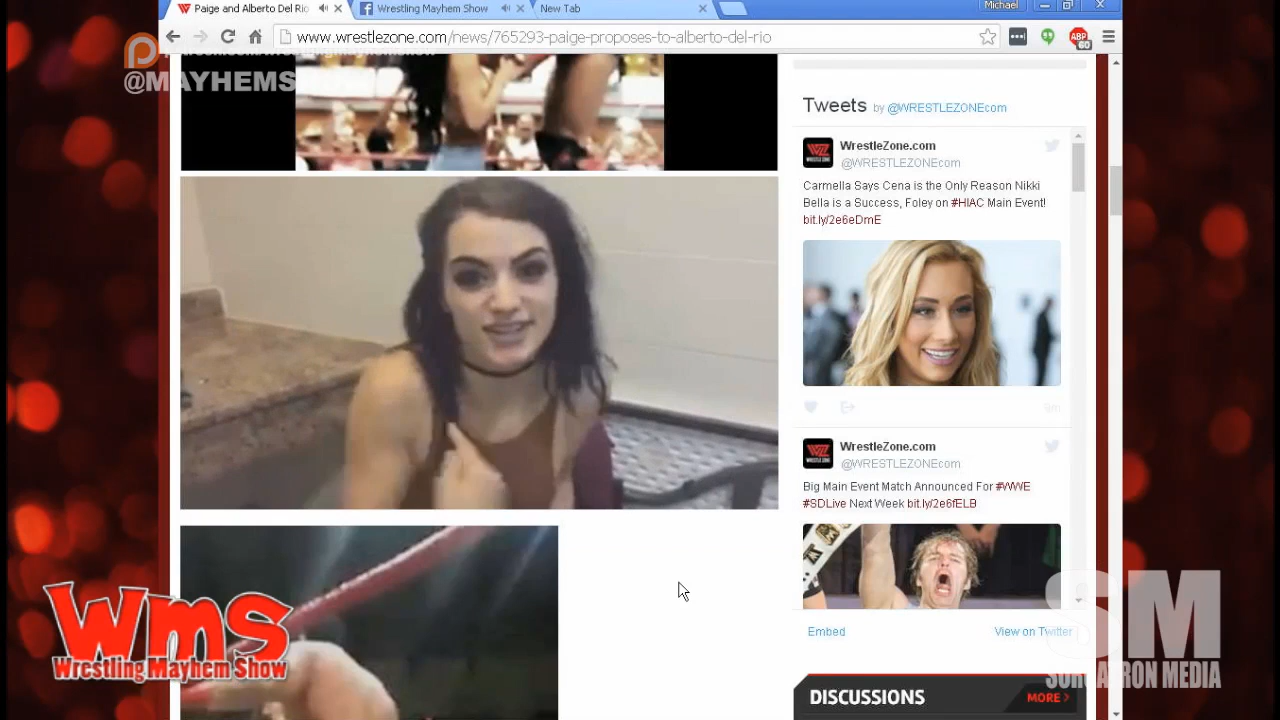 Paige and Alberto Del Rio
Wrestling Mayhem Show
New Tab
Michael
www.wrestlezone.com/news/765293-paige-proposes-to-alberto-del-rio
ABP
60
@MAYHEMS
Tweets by @WRESTLEZONEcom
WrestleZone.com
@WRESTLEZONEcom
Carmella Says Cena is the Only Reason Nikki
Bella is a Success, Foley on #HIAC Main Event!
bit.ly/2e6eDmE
WrestleZone.com
@WRESTLEZONEcom
Big Main Event Match Announced For #WWE
#SDLive Next Week bit.ly/2e6fELB
Embed
View on Twitter
DISCUSSIONS
MORE >
wms
Wrestling Mayhem Show
SM
SORGATRON MEDIA